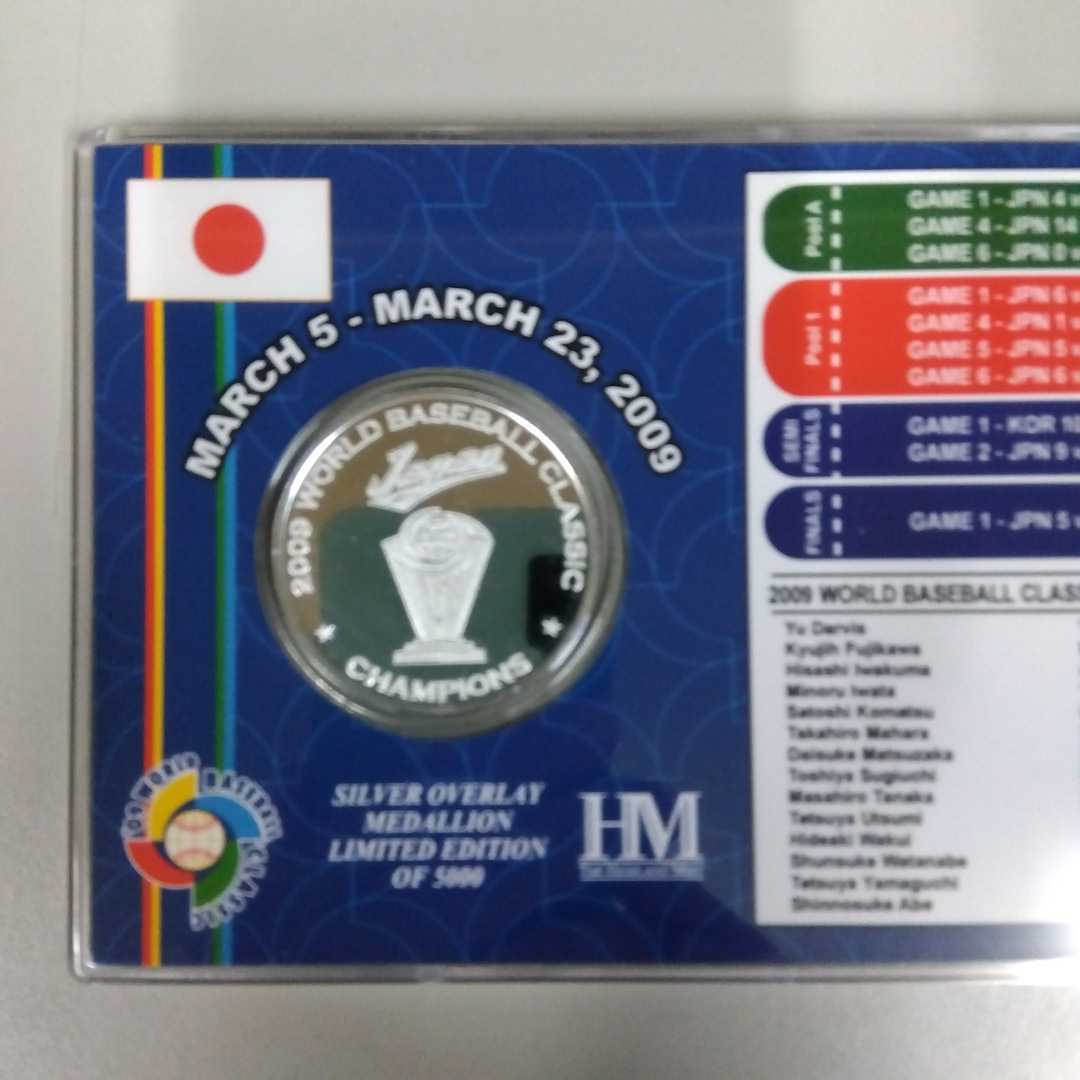 MARCH 5 - MARCH 23, 2009
2009 WORLD BASEBALL CLASSIC
Japan
CHAMPIONS
WORLD BASEBALL CLASSIC
SILVER OVERLAY
MEDALLION
LIMITED EDITION
OF 5000
HM
Pool A
GAME 1 - JPN 4
GAME 4 - JPN 14
GAME 6 - JPN 0
Pool 1
GAME 1 - JPN 6
GAME 4 - JPN 1
GAME 5 - JPN 5
GAME 6 - JPN 6
SEMI
FINALS
GAME 1 - KOR 10
GAME 2 - JPN 9
FINALS
GAME 1 - JPN 5
2009 WORLD BASEBALL CLASS
Yu Darvis
Kyujih Fujikawa
Hisashi Iwakuma
Minoru Iwata
Satoshi Komatsu
Takahiro Mahara
Daisuke Matsuzaka
Toshiya Sugiuchi
Masahiro Tanaka
Tetsuya Utsumi
Hideaki Wakui
Shunsuke Watanabe
Tetsuya Yamaguchi
Shinnosuke Abe